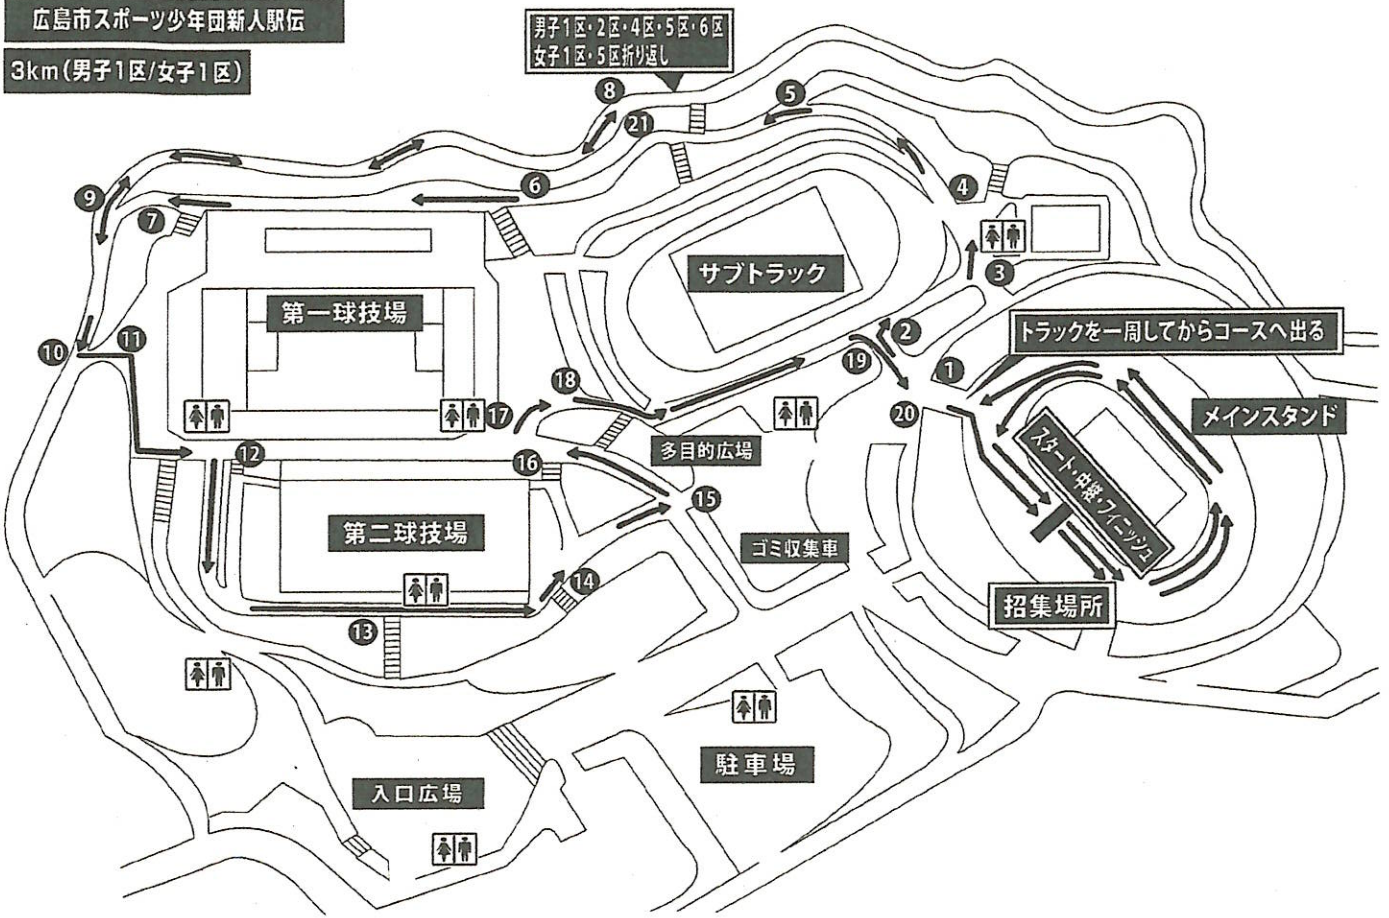 広島市スポーツ少年団新人駅伝
3km(男子1区/女子1区)
男子1区・2区・4区・5区・6区
女子1区・5区折り返し
8
5
21
4
6
9
7
3
サブトラック
第一球技場
トラックを一周してからコースへ出る
2
11
10
19
1
18
17
20
メインスタンド
多目的広場
12
16
スタート・中継・フィニッシュ
15
第二球技場
ゴミ収集車
14
招集場所
13
駐車場
入口広場